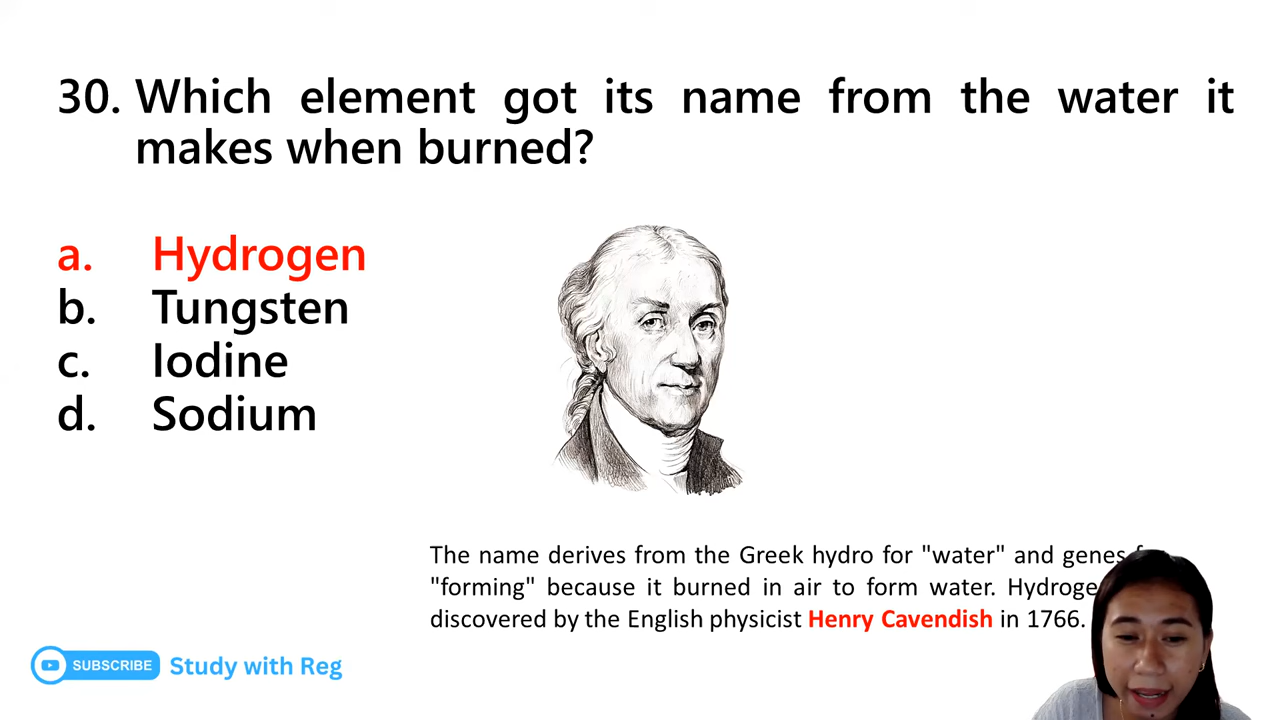 30. Which element got its name from the water it
makes when burned?
a. Hydrogen
b. Tungsten
c. Iodine
d. Sodium
The name derives from the Greek hydro for "water" and genes
"forming" because it burned in air to form water.
discovered by the English physicist Henry Cavendish in 1766.
SUBSCRIBE Study with Reg